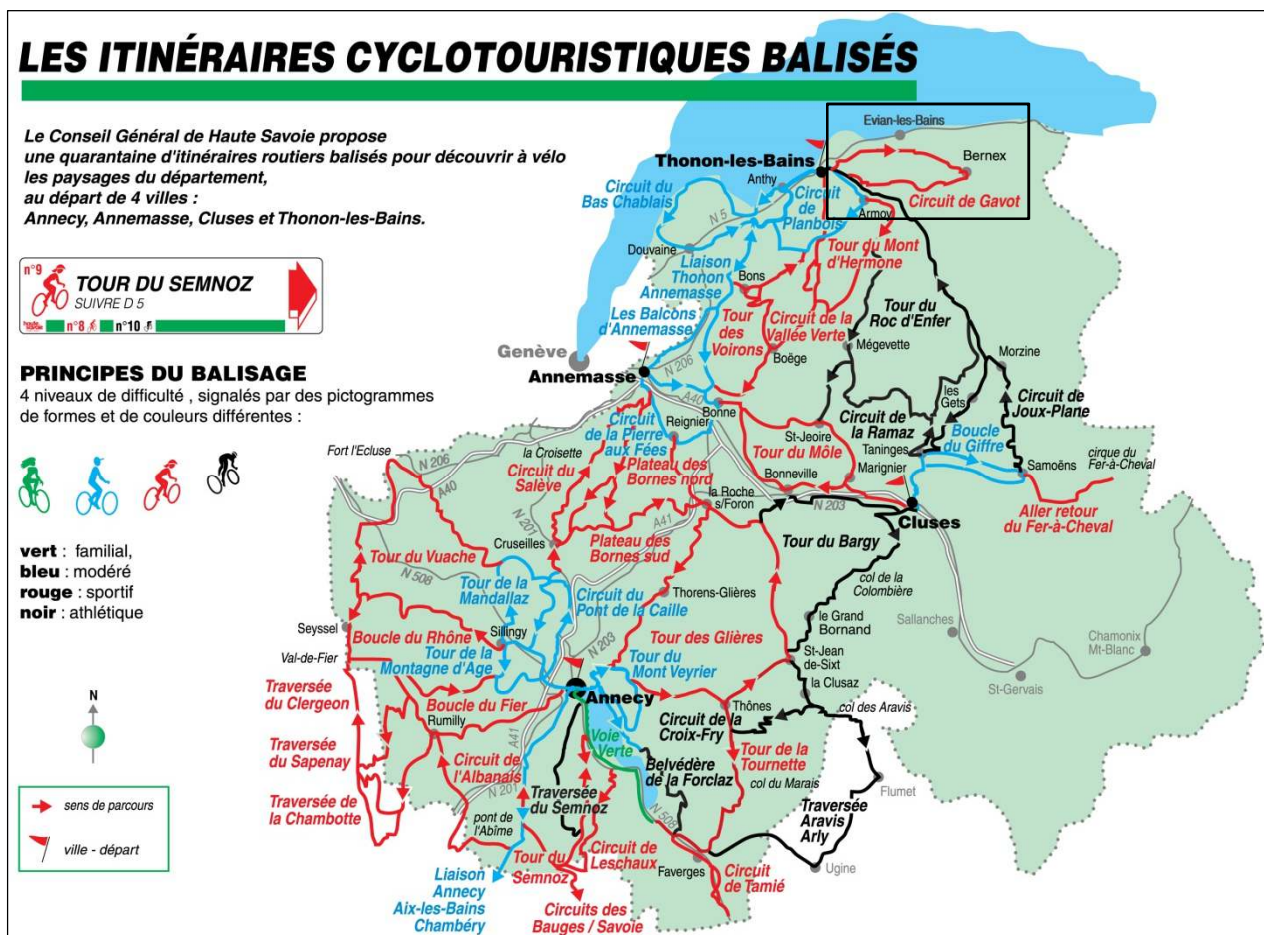 LES ITINÉRAIRES CYCLOTOURISTIQUES BALISÉS
Le Conseil Général de Haute Savoie propose
une quarantaine d'itinéraires routiers balisés pour découvrir à vélo
les paysages du département,
au départ de 4 villes :
Annecy, Annemasse, Cluses et Thonon-les-Bains.
n°9
TOUR DU SEMNOZ
SUIVRE D 5
n°8
n°10
PRINCIPES DU BALISAGE
4 niveaux de difficulté , signalés par des pictogrammes
de formes et de couleurs différentes :
vert : familial,
bleu : modéré
rouge : sportif
noir : athlétique
N
sens de parcours
ville - départ
Evian-les-Bains
Thonon-les-Bains
Bernex
Anthy
Circuit de Gavot
Circuit du
Bas Chablais
Circuit
de
Planbois
Armoy
N 5
Douvaine
Tour du Mont
d'Hermone
Liaison
Thonon
Annemasse
Bons
Les Balcons
d'Annemasse
Tour
des
Voirons
Circuit de la
Vallée Verte
Tour du
Roc d'Enfer
Genève
Annemasse
N 206
Boëge
Mégevette
Morzine
A40
Bonne
les
Gets
Circuit de
Joux-Plane
Reignier
Circuit
de la Pierre
aux Fées
St-Jeoire
Circuit de
la Ramaz
Boucle
du Giffre
Tour du Môle
Taninges
Marignier
Samoëns
cirque du
Fer-à-Cheval
Fort l'Ecluse
N 206
A40
la Croisette
Circuit du
Salève
Plateau des
Bornes nord
Bonneville
la Roche
s/Foron
N 203
Cluses
Aller retour
du Fer-à-Cheval
N 201
A41
Cruseilles
Plateau des
Bornes sud
Tour du Bargy
Tour du Vuache
N 508
Tour de la
Mandallaz
Circuit du
Pont de la Caille
Thorens-Glières
col de la
Colombière
le Grand
Bornand
Sallanches
Chamonix
Mt-Blanc
Seyssel
Sillingy
Boucle du Rhône
N 203
Tour des Glières
St-Jean
de-Sixt
St-Gervais
Val-de-Fier
Tour de la
Montagne d'Age
Tour du
Mont Veyrier
la Clusaz
Traversée
du Clergeon
Boucle du Fier
Annecy
Thônes
col des Aravis
Rumilly
A41
Circuit de la
Croix-Fry
Voie
Verte
Traversée
du Sapenay
Circuit de
l'Albanais
N 201
Belvédère
de la Forclaz
Tour de la
Tournette
col du Marais
Flumet
Traversée de
la Chambotte
Traversée
du Semnoz
pont de
l'Abîme
N 508
Traversée
Aravis
Arly
Circuit de
Leschaux
Faverges
Ugine
Tour du
Semnoz
Circuit
de Tamié
Liaison
Annecy
Aix-les-Bains
Chambéry
Circuits des
Bauges / Savoie